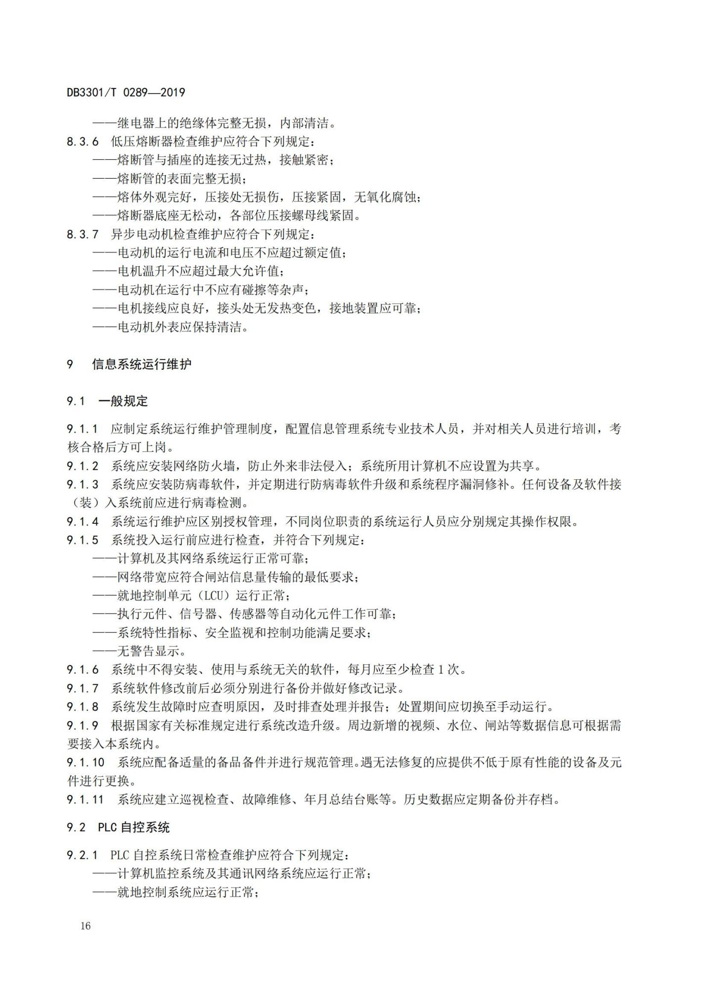 DB3301/T 0289—2019
——继电器上的绝缘体完整无损，内部清洁。
8.3.6 低压熔断器检查维护应符合下列规定：
——熔断管与插座的连接无过热，接触紧密；
——熔断管的表面完整无损；
——熔体外观完好，压接处无损伤，压接紧固，无氧化腐蚀；
——熔断器底座无松动，各部位压接螺母线紧固。
8.3.7 异步电动机检查维护应符合下列规定：
——电动机的运行电流和电压不应超过额定值；
——电机温升不应超过最大允许值；
——电动机在运行中不应有碰擦等杂声；
——电机接线应良好，接头处无发热变色，接地装置应可靠；
——电动机外表应保持清洁。
9 信息系统运行维护
9.1 一般规定
9.1.1 应制定系统运行维护管理制度，配置信息管理系统专业技术人员，并对相关人员进行培训，考
核合格后方可上岗。
9.1.2 系统应安装网络防火墙，防止外来非法侵入；系统所用计算机不应设置为共享。
9.1.3 系统应安装防病毒软件，并定期进行防病毒软件升级和系统程序漏洞修补。任何设备及软件接
（装）入系统前应进行病毒检测。
9.1.4 系统运行维护应区别授权管理，不同岗位职责的系统运行人员应分别规定其操作权限。
9.1.5 系统投入运行前应进行检查，并符合下列规定：
——计算机及其网络系统运行正常可靠；
——网络带宽应符合闸站信息量传输的最低要求；
——就地控制单元（LCU）运行正常；
——执行元件、信号器、传感器等自动化元件工作可靠；
——系统特性指标、安全监视和控制功能满足要求；
——无警告显示。
9.1.6 系统中不得安装、使用与系统无关的软件，每月应至少检查 1 次。
9.1.7 系统软件修改前后必须分别进行备份并做好修改记录。
9.1.8 系统发生故障时应查明原因，及时排查处理并报告；处置期间应切换至手动运行。
9.1.9 根据国家有关标准规定进行系统改造升级。周边新增的视频、水位、闸站等数据信息可根据需
要接入本系统内。
9.1.10 系统应配备适量的备品备件并进行规范管理。遇无法修复的应提供不低于原有性能的设备及元
件进行更换。
9.1.11 系统应建立巡视检查、故障维修、年月总结台账等。历史数据应定期备份并存档。
9.2 PLC 自控系统
9.2.1 PLC 自控系统日常检查维护应符合下列规定：
——计算机监控系统及其通讯网络系统应运行正常；
——就地控制系统应运行正常；
16